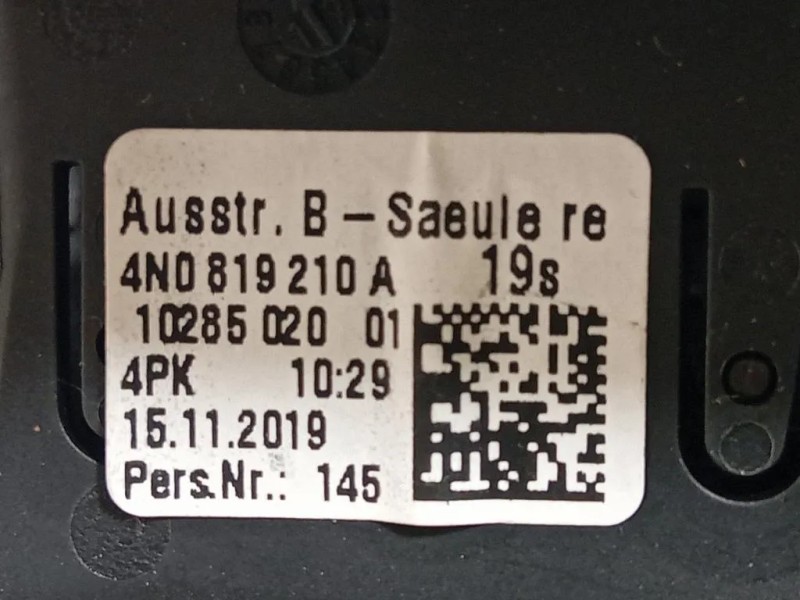 Ausstr. B - Saeule re
4N0 819 210 A 19s
10285 020 01
4PK 10:29
15.11.2019
Pers.Nr.: 145